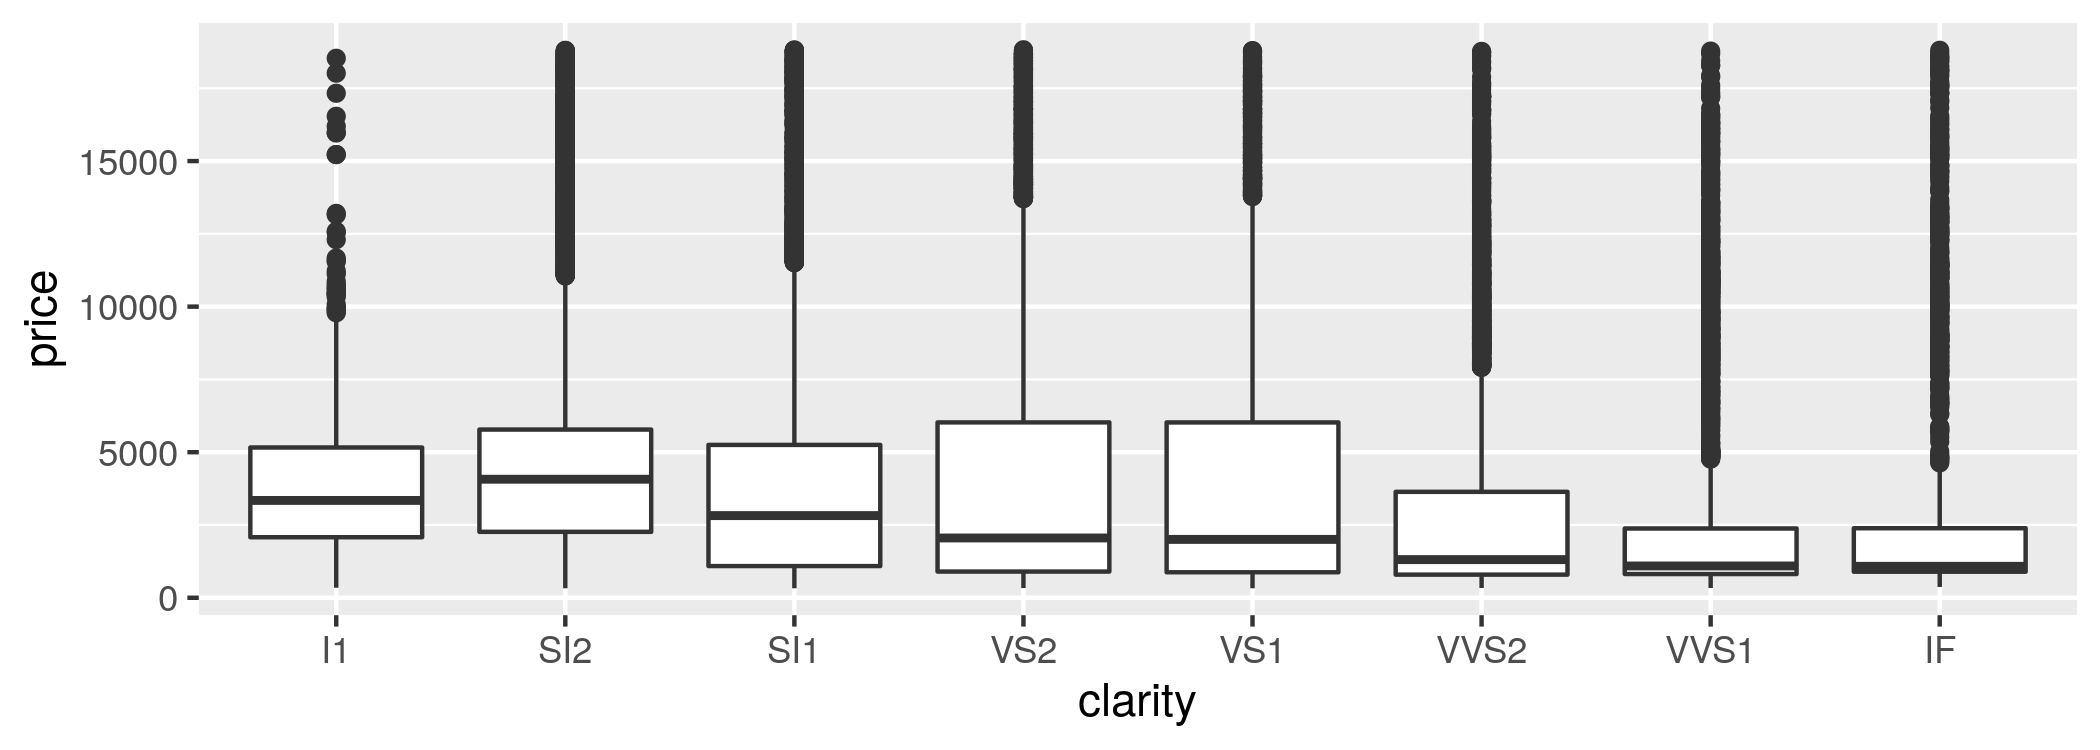 price
15000
10000
5000
0
I1 SI2 SI1 VS2 VS1 VVS2 VVS1 IF
clarity